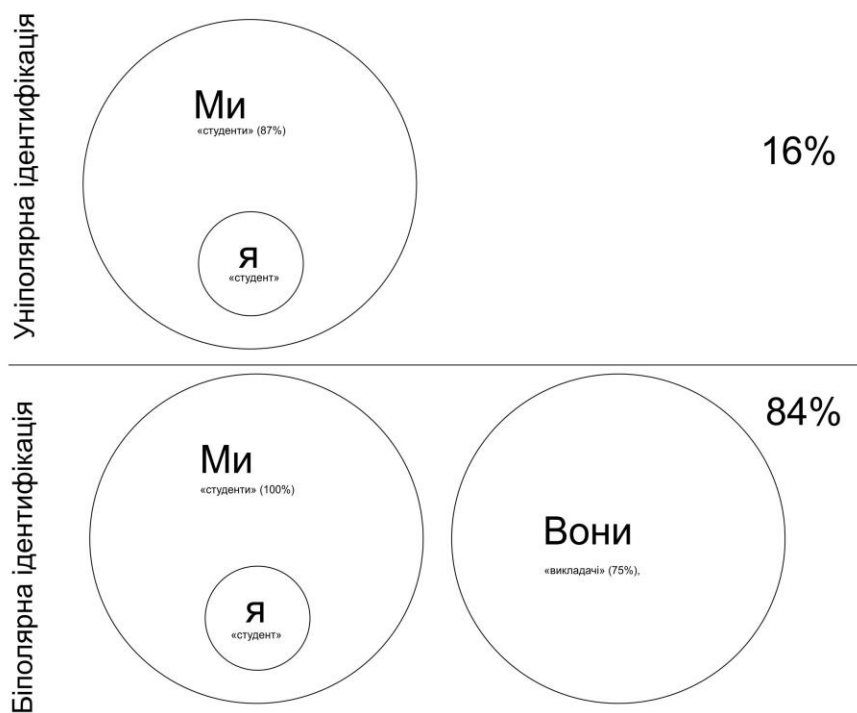 Уніполярна ідентифікація
Ми
«студенти» (87%)
я
«студент»
16%
Біполярна ідентифікація
Ми
«студенти» (100%)
я
«студент»
Вони
«викладачі» (75%),
84%